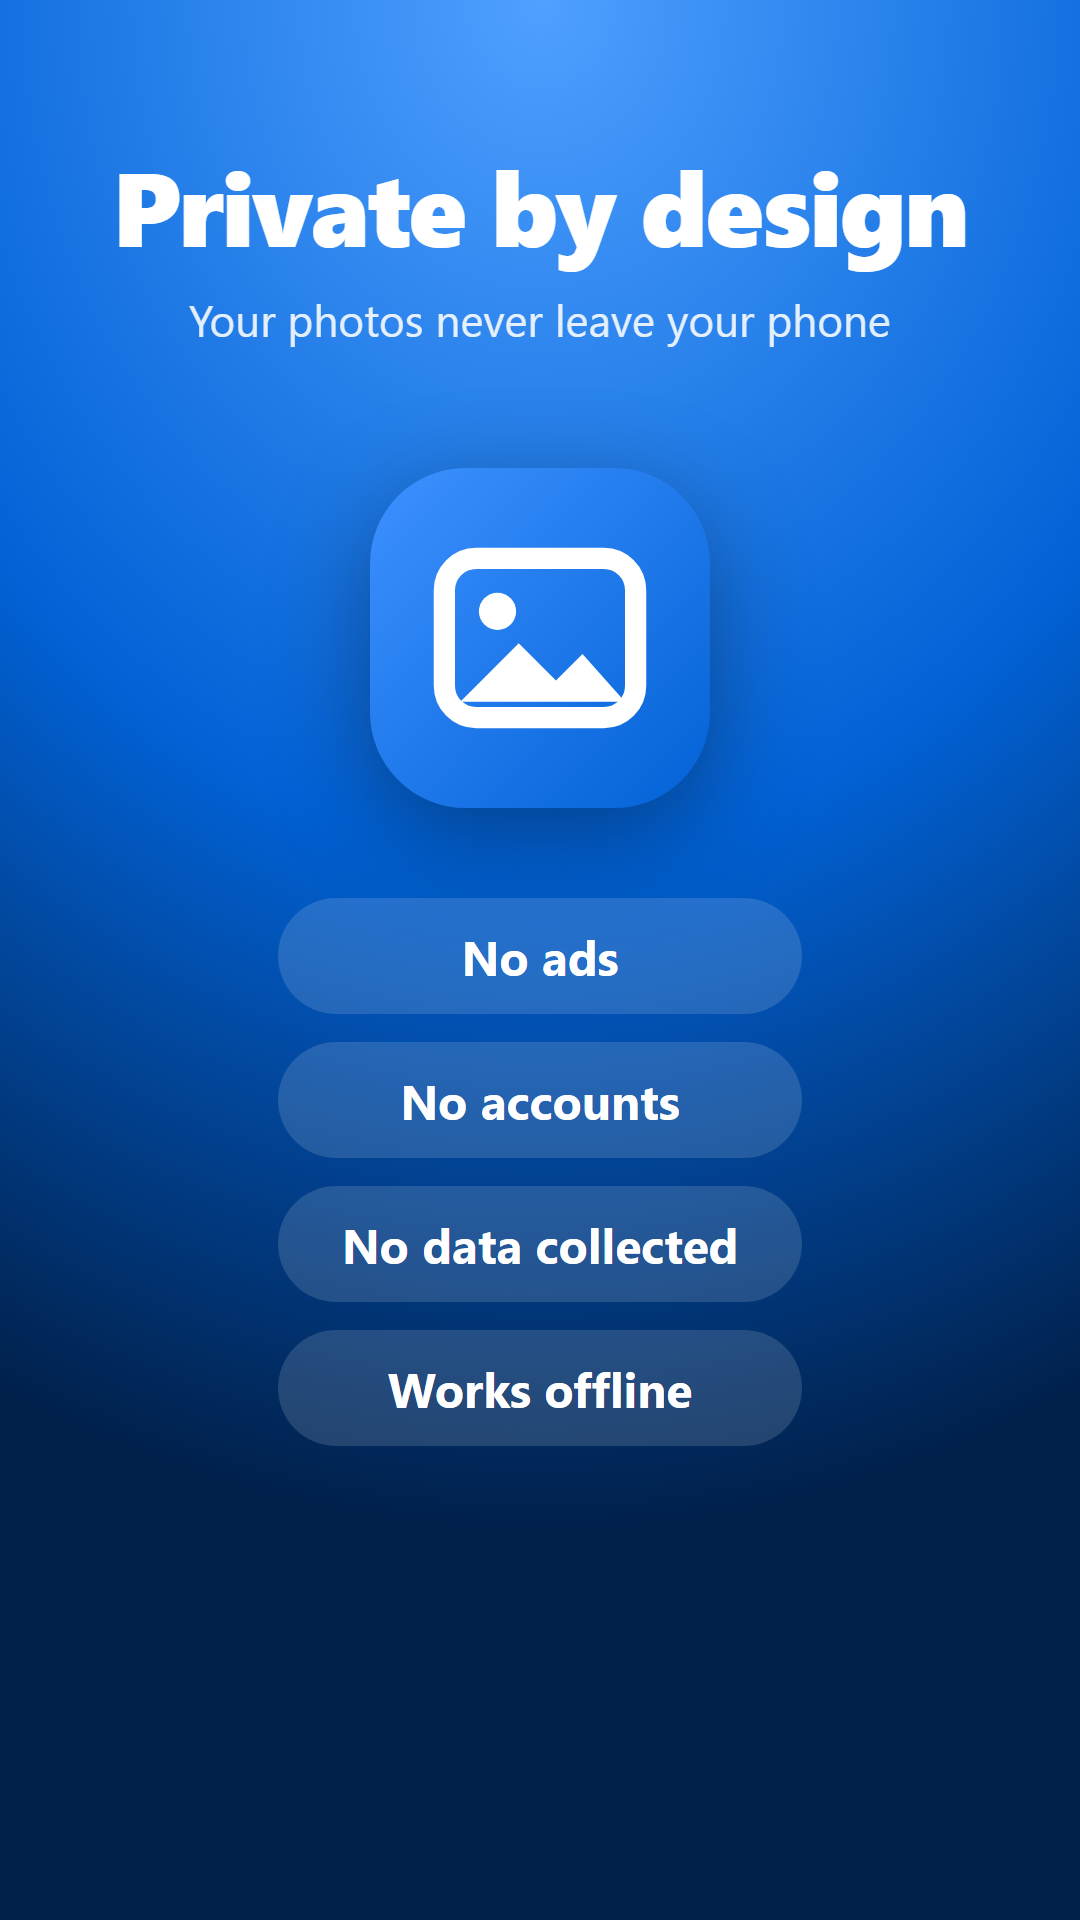 Private by design
Your photos never leave your phone
No ads
No accounts
No data collected
Works offline